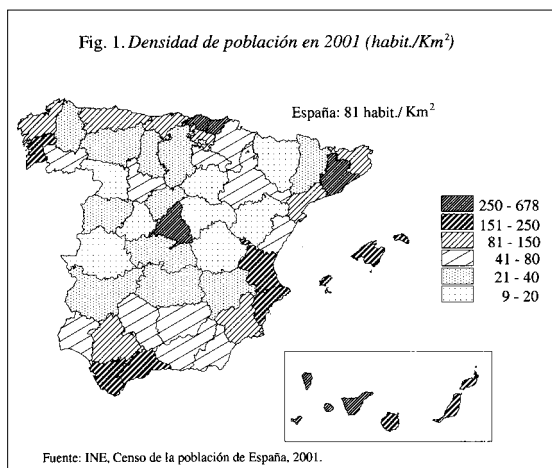 Fig. 1. Densidad de población en 2001 (habit./Km²)
España: 81 habit./ Km²
250 - 678
151 - 250
81 - 150
41 - 80
21 - 40
9 - 20
Fuente: INE, Censo de la población de España, 2001.